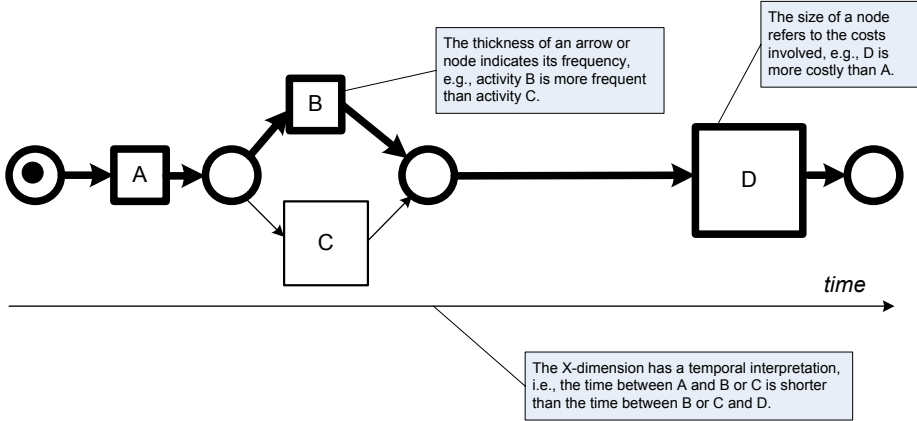 The size of a node
refers to the costs
involved, e.g., D is
more costly than A.
The thickness of an arrow or
node indicates its frequency,
e.g., activity B is more frequent
than activity C.
B
A
D
C
time
The X-dimension has a temporal interpretation,
i.e., the time between A and B or C is shorter
than the time between B or C and D.